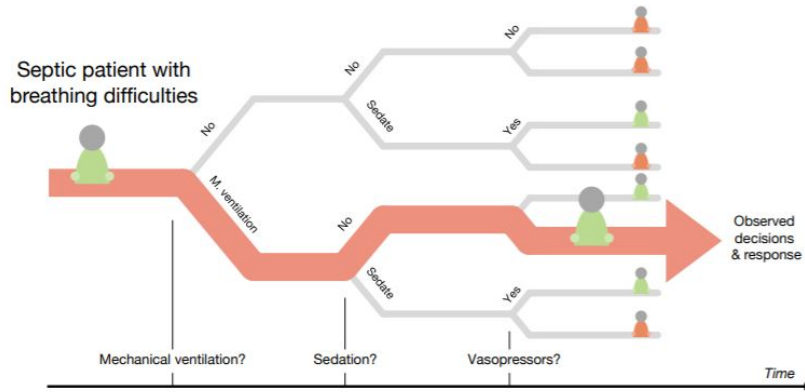 Septic patient with
breathing difficulties
No
M. ventilation
No
Sedate
No
Sedate
No
Yes
Yes
Observed
decisions
& response
Mechanical ventilation?
Sedation?
Vasopressors?
Time